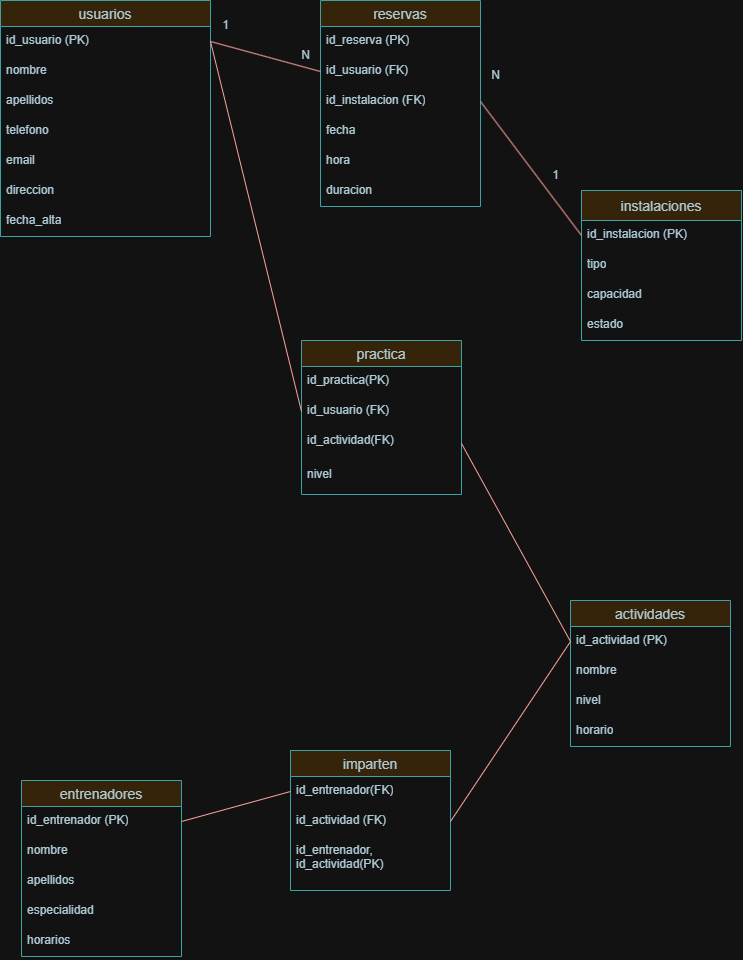 usuarios
id_usuario (PK)
nombre
apellidos
telefono
email
direccion
fecha_alta
1
N
reservas
id_reserva (PK)
id_usuario (FK)
id_instalacion (FK)
fecha
hora
duracion
N
1
instalaciones
id_instalacion (PK)
tipo
capacidad
estado
practica
id_practica(PK)
id_usuario (FK)
id_actividad(FK)
nivel
actividades
id_actividad (PK)
nombre
nivel
horario
imparten
id_entrenador(FK)
id_actividad (FK)
id_entrenador,
id_actividad(PK)
entrenadores
id_entrenador (PK)
nombre
apellidos
especialidad
horarios